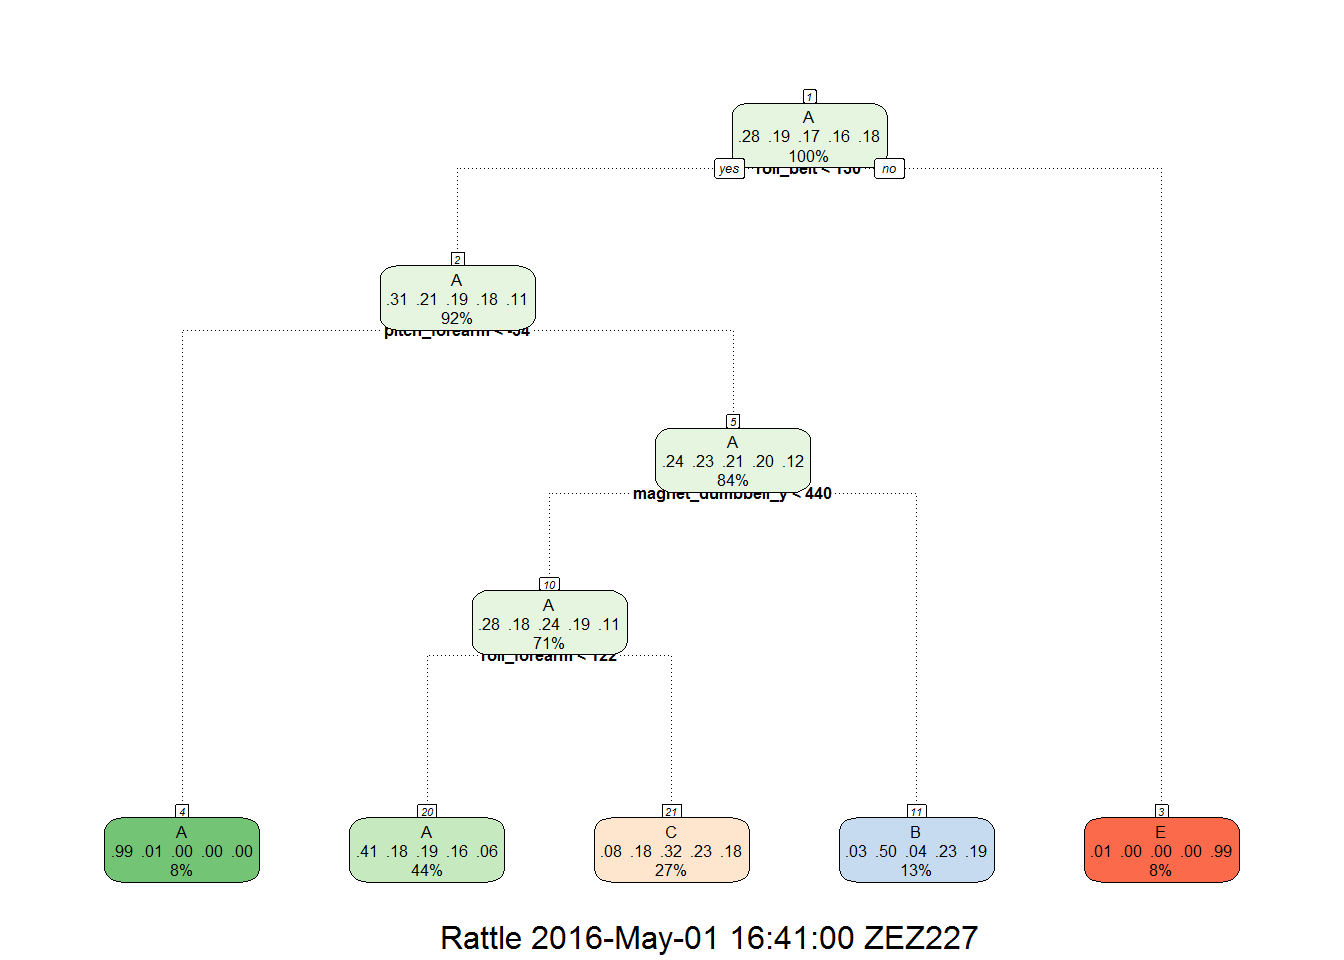 1
A
.28 .19 .17 .16 .18
100%
yes roll_belt < 130 no
2
A
.31 .21 .19 .18 .11
92%
pitch_forearm < -34
5
A
.24 .23 .21 .20 .12
84%
magnet_dumbbell_y < 440
10
A
.28 .18 .24 .19 .11
71%
roll_forearm < 122
4
A
.99 .01 .00 .00 .00
8%
20
A
.41 .18 .19 .16 .06
44%
21
C
.08 .18 .32 .23 .18
27%
11
B
.03 .50 .04 .23 .19
13%
3
E
.01 .00 .00 .00 .99
8%
Rattle 2016-May-01 16:41:00 ZEZ227